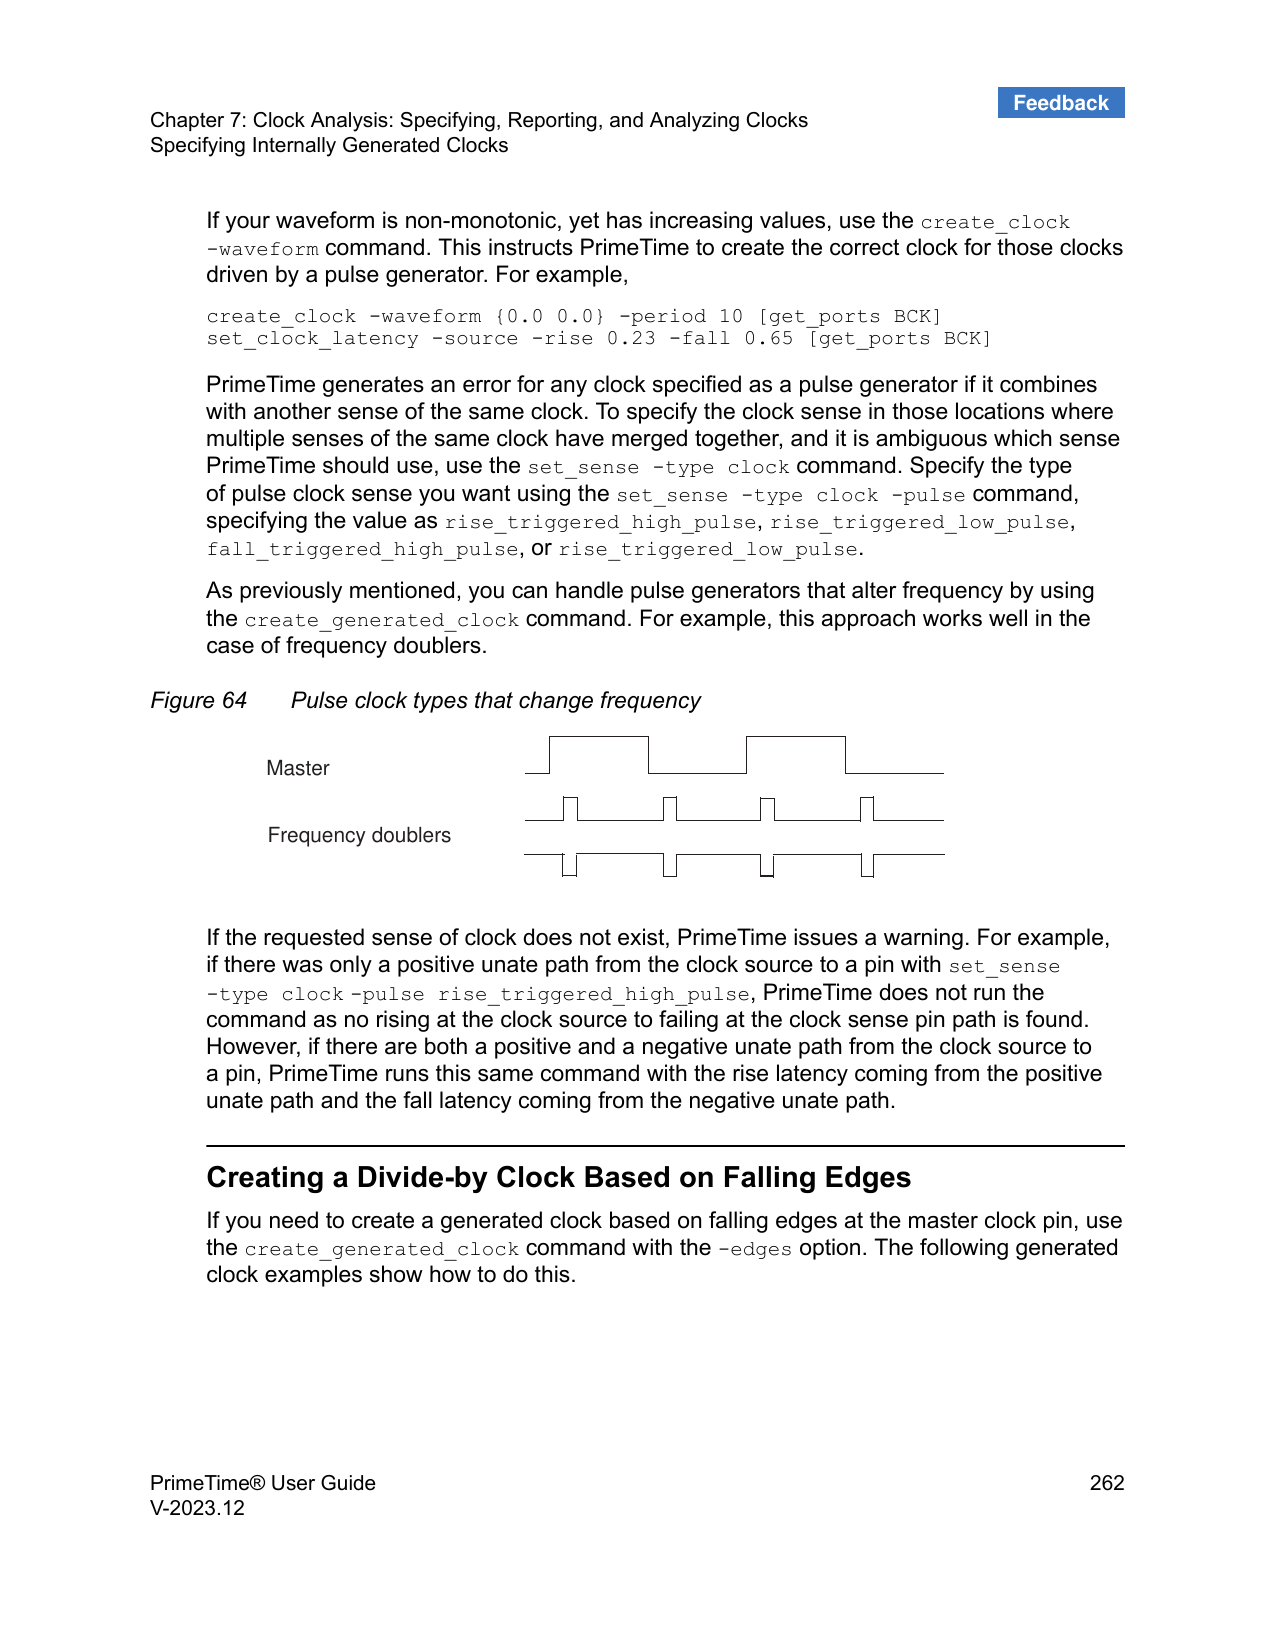 Feedback
Chapter 7: Clock Analysis: Specifying, Reporting, and Analyzing Clocks
Specifying Internally Generated Clocks
If your waveform is non-monotonic, yet has increasing values, use the create_clock
-waveform command. This instructs PrimeTime to create the correct clock for those clocks
driven by a pulse generator. For example,
create_clock -waveform {0.0 0.0} -period 10 [get_ports BCK]
set_clock_latency -source -rise 0.23 -fall 0.65 [get_ports BCK]
PrimeTime generates an error for any clock specified as a pulse generator if it combines
with another sense of the same clock. To specify the clock sense in those locations where
multiple senses of the same clock have merged together, and it is ambiguous which sense
PrimeTime should use, use the set_sense -type clock command. Specify the type
of pulse clock sense you want using the set_sense -type clock -pulse command,
specifying the value as rise_triggered_high_pulse, rise_triggered_low_pulse,
fall_triggered_high_pulse, or rise_triggered_low_pulse.
As previously mentioned, you can handle pulse generators that alter frequency by using
the create_generated_clock command. For example, this approach works well in the
case of frequency doublers.
Figure 64 Pulse clock types that change frequency
Master
Frequency doublers
If the requested sense of clock does not exist, PrimeTime issues a warning. For example,
if there was only a positive unate path from the clock source to a pin with set_sense
-type clock -pulse rise_triggered_high_pulse, PrimeTime does not run the
command as no rising at the clock source to failing at the clock sense pin path is found.
However, if there are both a positive and a negative unate path from the clock source to
a pin, PrimeTime runs this same command with the rise latency coming from the positive
unate path and the fall latency coming from the negative unate path.
Creating a Divide-by Clock Based on Falling Edges
If you need to create a generated clock based on falling edges at the master clock pin, use
the create_generated_clock command with the -edges option. The following generated
clock examples show how to do this.
PrimeTime® User Guide 262
V-2023.12